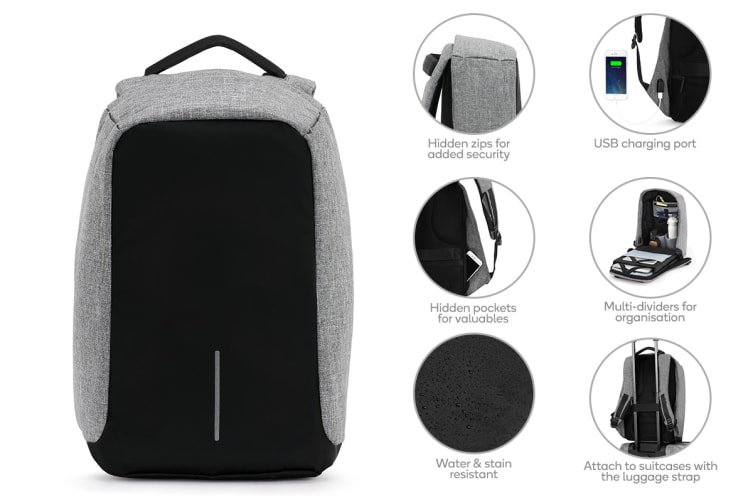 Hidden zips for
added security
USB charging port
Hidden pockets
for valuables
Multi-dividers for
organisation
Water & stain
resistant
Attach to suitcases with
the luggage strap